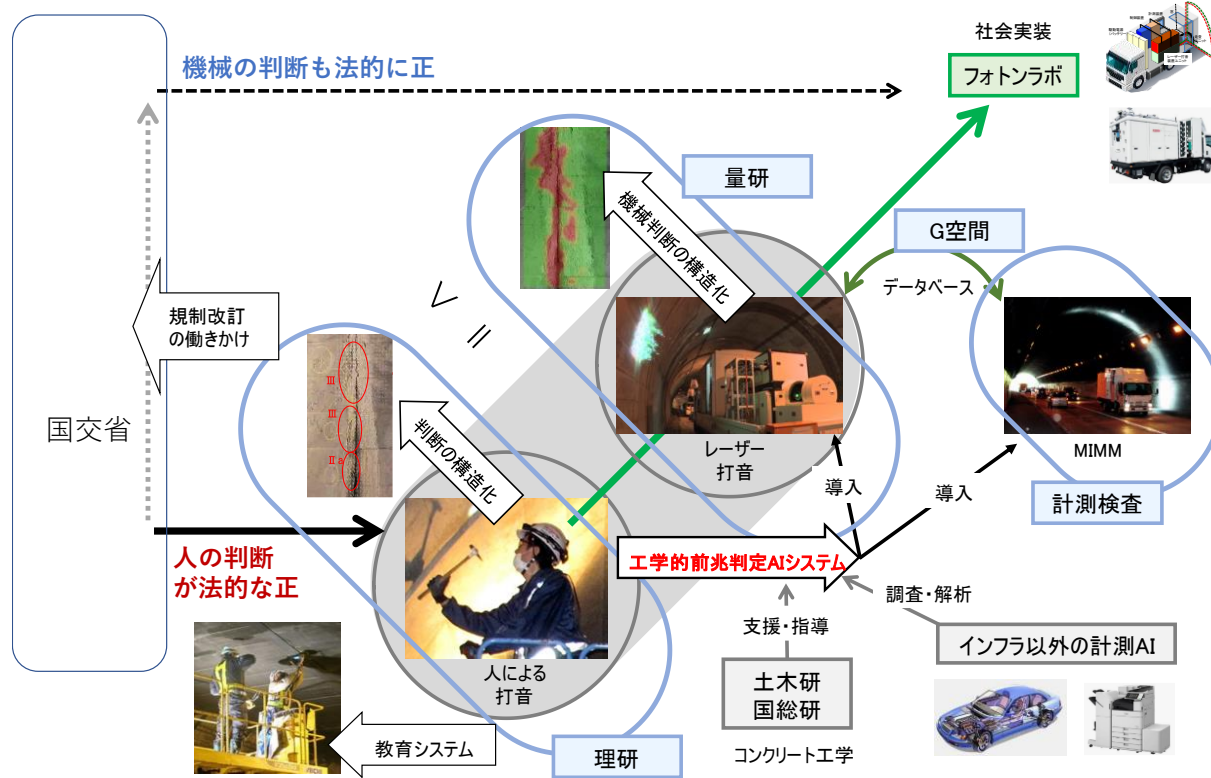 社会実装
フォトンラボ
機械の判断も法的に正
量研
機械判断の構造化
G空間
データベース
規制改訂
の働きかけ
国交省
∨
=
Ⅲ
Ⅲ
Ⅱa
判断の構造化
レーザー
打音
MIMM
導入
導入
計測検査
人の判断
が法的な正
工学的前兆判定AIシステム
調査・解析
支援・指導
インフラ以外の計測AI
人による
打音
土木研
国総研
コンクリート工学
教育システム
理研